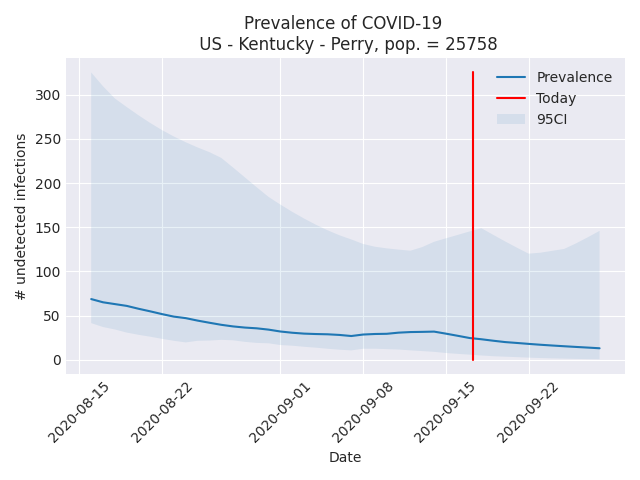 Prevalence of COVID-19
US - Kentucky - Perry, pop. = 25758
Prevalence
Today
95CI
# undetected infections
300
250
200
150
100
50
0
2020-08-15
2020-08-22
2020-09-01
2020-09-08
2020-09-15
2020-09-22
Date